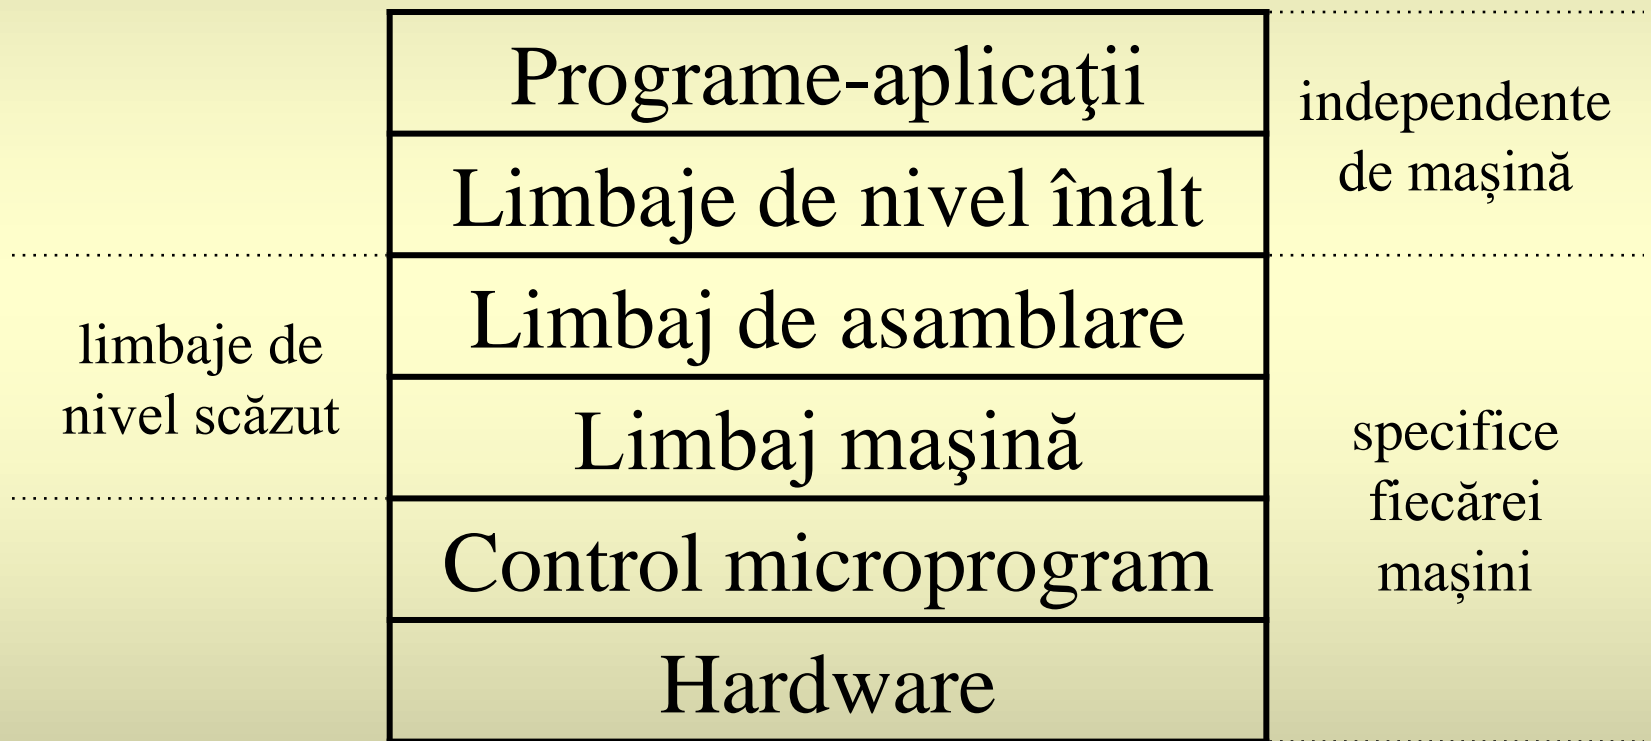 Programe-aplicaţii
independente
de mașină
Limbaje de nivel înalt
Limbaj de asamblare
limbaje de
nivel scăzut
Limbaj maşină
specifice
fiecărei
mașini
Control microprogram
Hardware